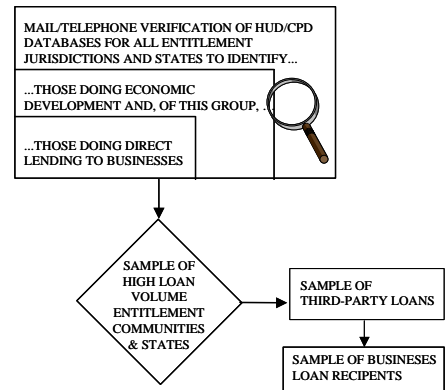 MAIL/TELEPHONE VERIFICATION OF HUD/CPD
DATABASES FOR ALL ENTITLEMENT
JURISDICTIONS AND STATES TO IDENTIFY...
...THOSE DOING ECONOMIC
DEVELOPMENT AND, OF THIS GROUP, ...
...THOSE DOING DIRECT
LENDING TO BUSINESSES
SAMPLE OF
HIGH LOAN
VOLUME
ENTITLEMENT
COMMUNITIES
& STATES
SAMPLE OF
THIRD-PARTY LOANS
SAMPLE OF BUSINESES
LOAN RECIPENTS